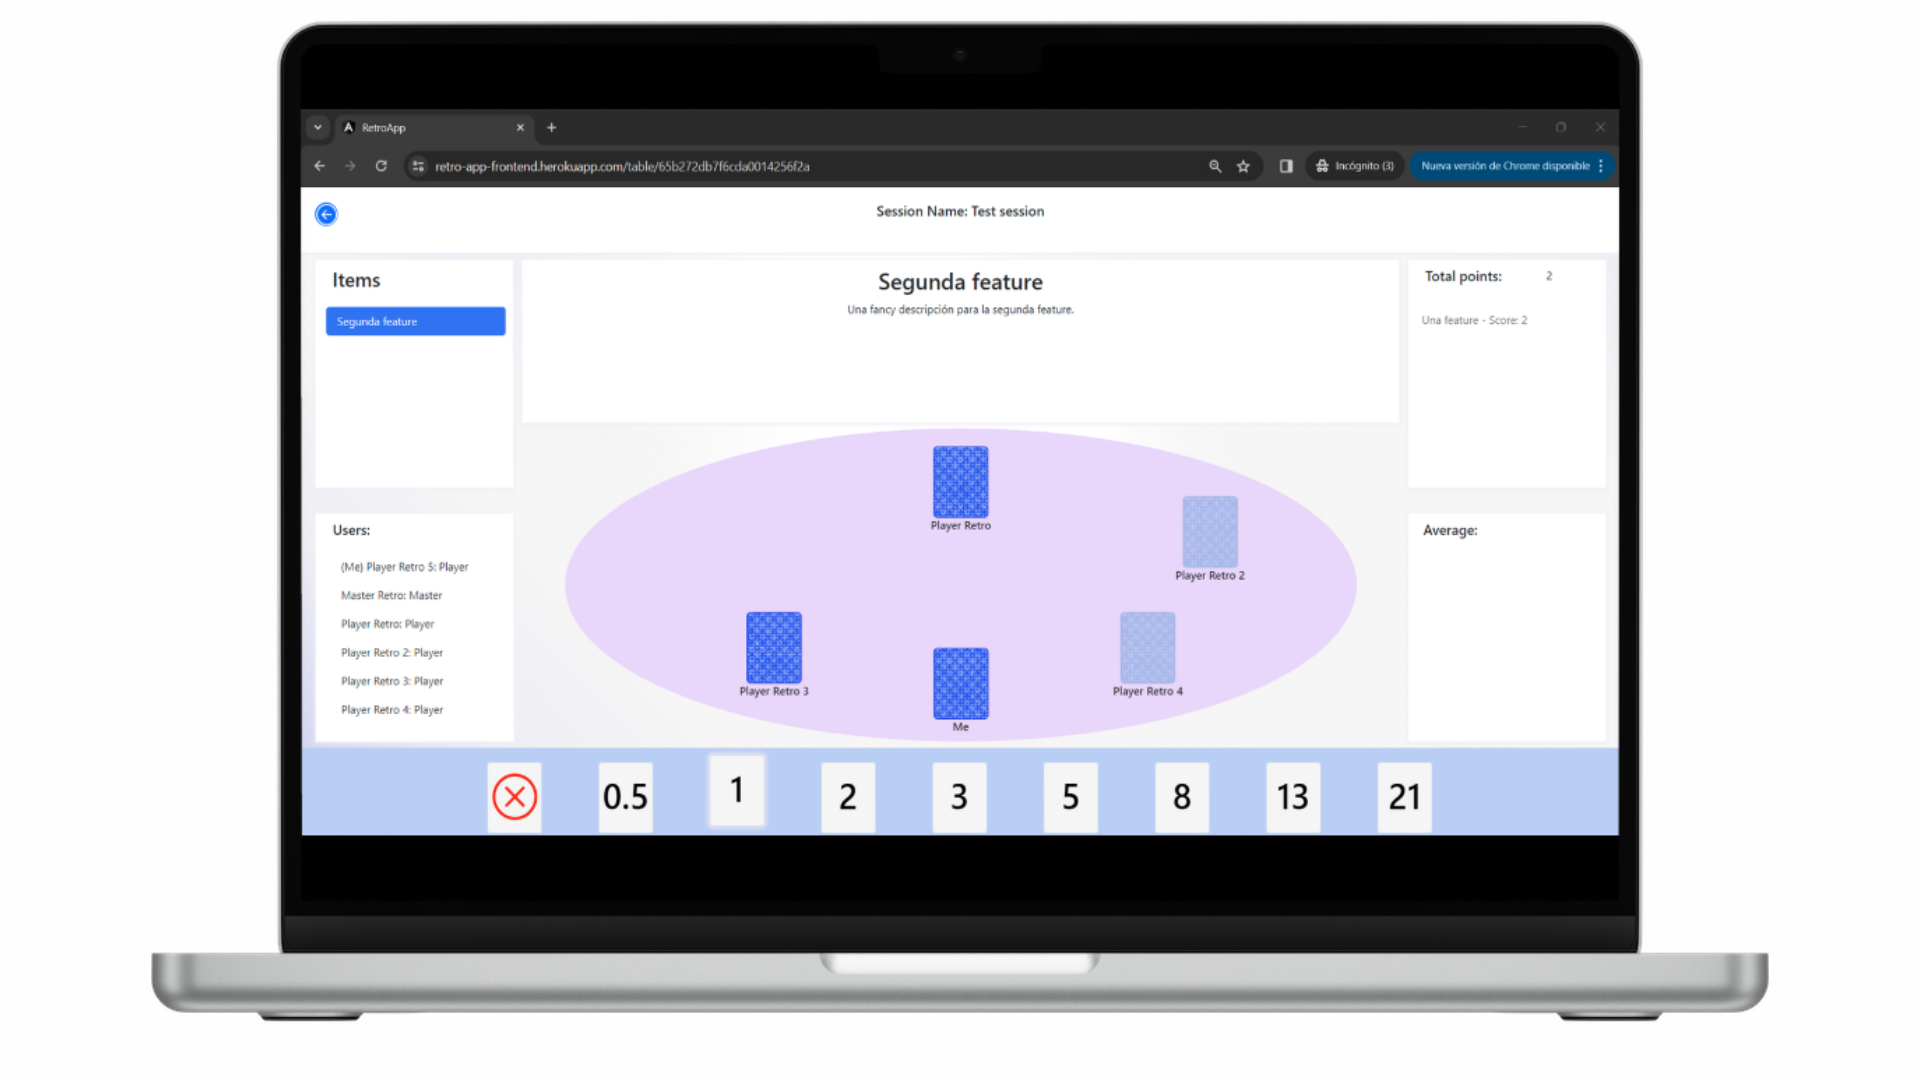 RetroApp
retro-app-frontend.herokuapp.com/table/65b272db7f6cda0014256f2a
Incógnito (3)
Nueva versión de Chrome disponible
Session Name: Test session
Items
Segunda feature
Segunda feature
Una fancy descripción para la segunda feature.
Total points: 2
Una feature - Score: 2
Users:
(Me) Player Retro 5: Player
Master Retro: Master
Player Retro: Player
Player Retro 2: Player
Player Retro 3: Player
Player Retro 4: Player
Player Retro
Player Retro 2
Player Retro 3
Player Retro 4
Me
Average:
0.5 1 2 3 5 8 13 21